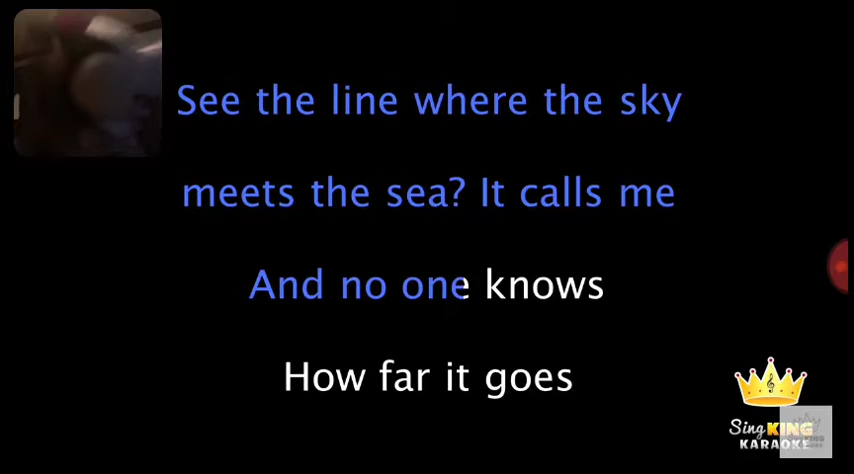 See the line where the sky
meets the sea? It calls me
And no one knows
How far it goes
Sing KING
KARAOKE